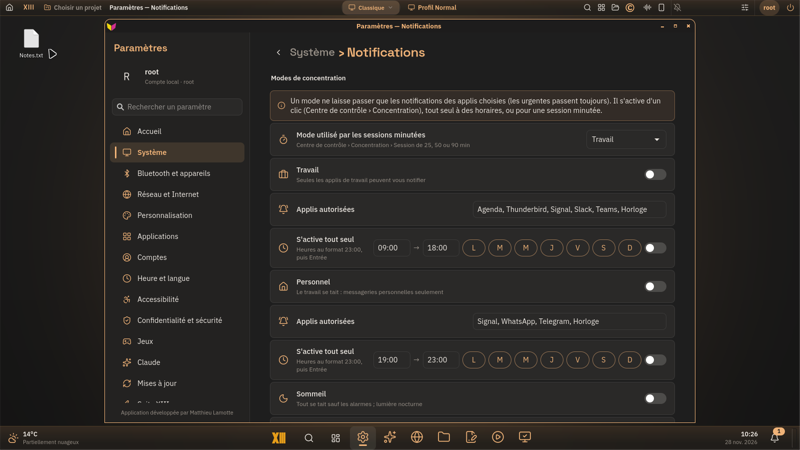 XIII
Choisir un projet
Paramètres — Notifications
Classique
Profil Normal
root
Notes.txt
Paramètres — Notifications
Paramètres
R
root
Compte local · root
Rechercher un paramètre
Accueil
Système
Bluetooth et appareils
Réseau et Internet
Personnalisation
Applications
Comptes
Heure et langue
Accessibilité
Confidentialité et sécurité
Jeux
Claude
Mises à jour
Application développée par Matthieu Lamotte
Système > Notifications
Modes de concentration
Un mode ne laisse passer que les notifications des applis choisies (les urgentes passent toujours). Il s'active d'un
clic (Centre de contrôle › Concentration), tout seul à des horaires, ou pour une session minutée.
Mode utilisé par les sessions minutées
Centre de contrôle › Concentration › Session de 25, 50 ou 90 min
Travail
Travail
Seules les applis de travail peuvent vous notifier
Applis autorisées
Agenda, Thunderbird, Signal, Slack, Teams, Horloge
S'active tout seul
Heures au format 23:00,
puis Entrée
09:00 → 18:00
L M M J V S D
Personnel
Le travail se tait : messageries personnelles seulement
Applis autorisées
Signal, WhatsApp, Telegram, Horloge
S'active tout seul
Heures au format 23:00,
puis Entrée
19:00 → 23:00
L M M J V S D
Sommeil
Tout se tait sauf les alarmes ; lumière nocturne
14°C
Partiellement nuageux
XIII
10:26
28 nov. 2026
1